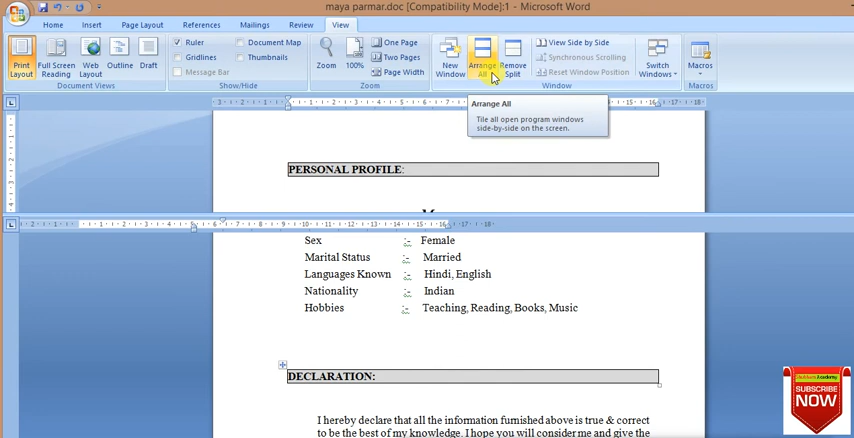 maya parmar.doc [Compatibility Mode]:1 - Microsoft Word
Home Insert Page Layout References Mailings Review View
Print Layout
Full Screen Reading
Web Layout
Outline
Draft
Document Views
Ruler
Document Map
Gridlines
Thumbnails
Message Bar
Show/Hide
Zoom
100%
One Page
Two Pages
Page Width
Zoom
New Window
Arrange All
Remove Split
View Side by Side
Synchronous Scrolling
Reset Window Position
Window
Switch Windows
Macros
Macros
Arrange All
Tile all open program windows
side-by-side on the screen.
PERSONAL PROFILE:
Sex :- Female
Marital Status :- Married
Languages Known :- Hindi, English
Nationality :- Indian
Hobbies :- Teaching, Reading, Books, Music
DECLARATION:
I hereby declare that all the information furnished above is true & correct
to be the best of my knowledge. I hope you will consider me and give the
SUBSCRIBE
NOW